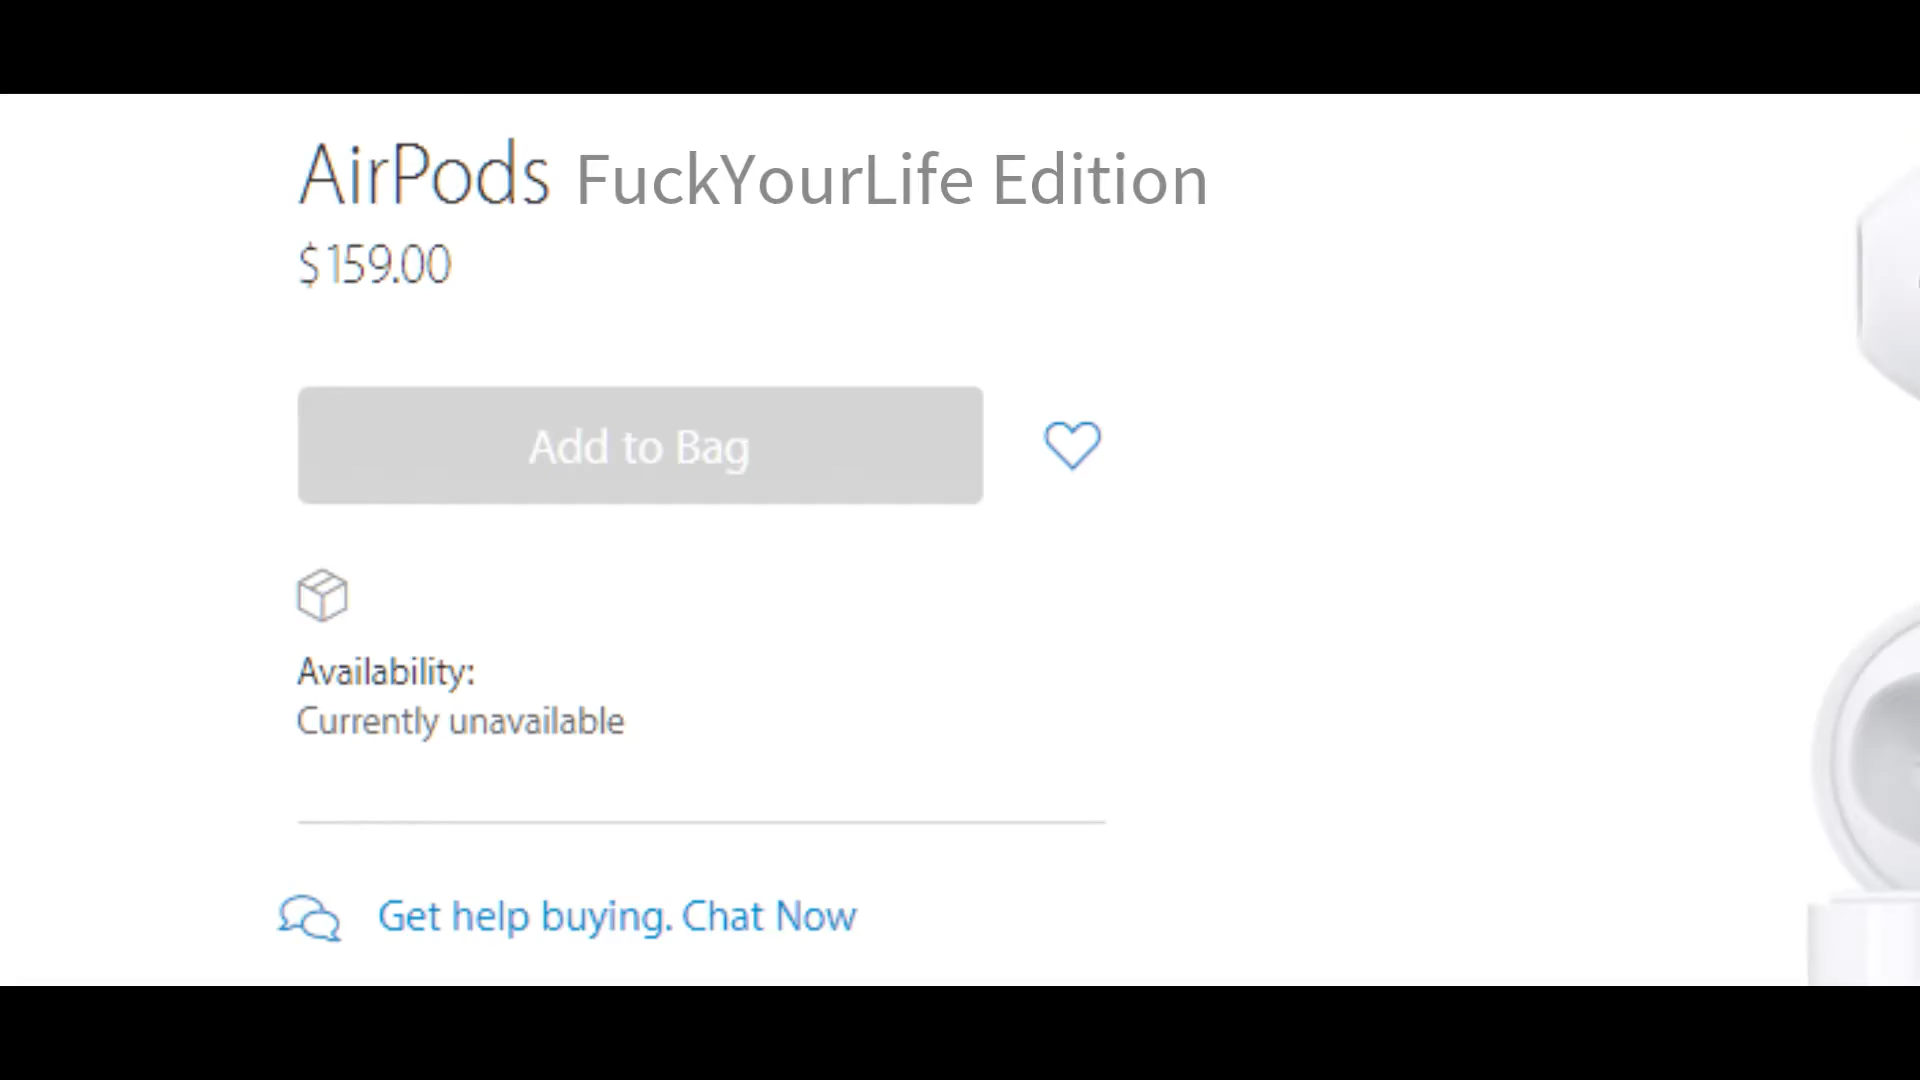 AirPods FuckYourLife Edition
$159.00
Add to Bag
Availability:
Currently unavailable
Get help buying. Chat Now